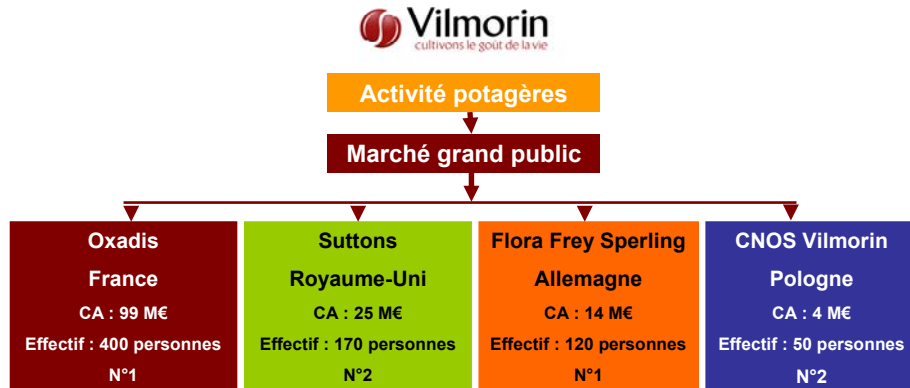 Vilmorin
cultivons le goût de la vie
Activité potagères
Marché grand public
Oxadis
France
CA : 99 M€
Effectif : 400 personnes
N°1
Suttons
Royaume-Uni
CA : 25 M€
Effectif : 170 personnes
N°2
Flora Frey Sperling
Allemagne
CA : 14 M€
Effectif : 120 personnes
N°1
CNOS Vilmorin
Pologne
CA : 4 M€
Effectif : 50 personnes
N°2